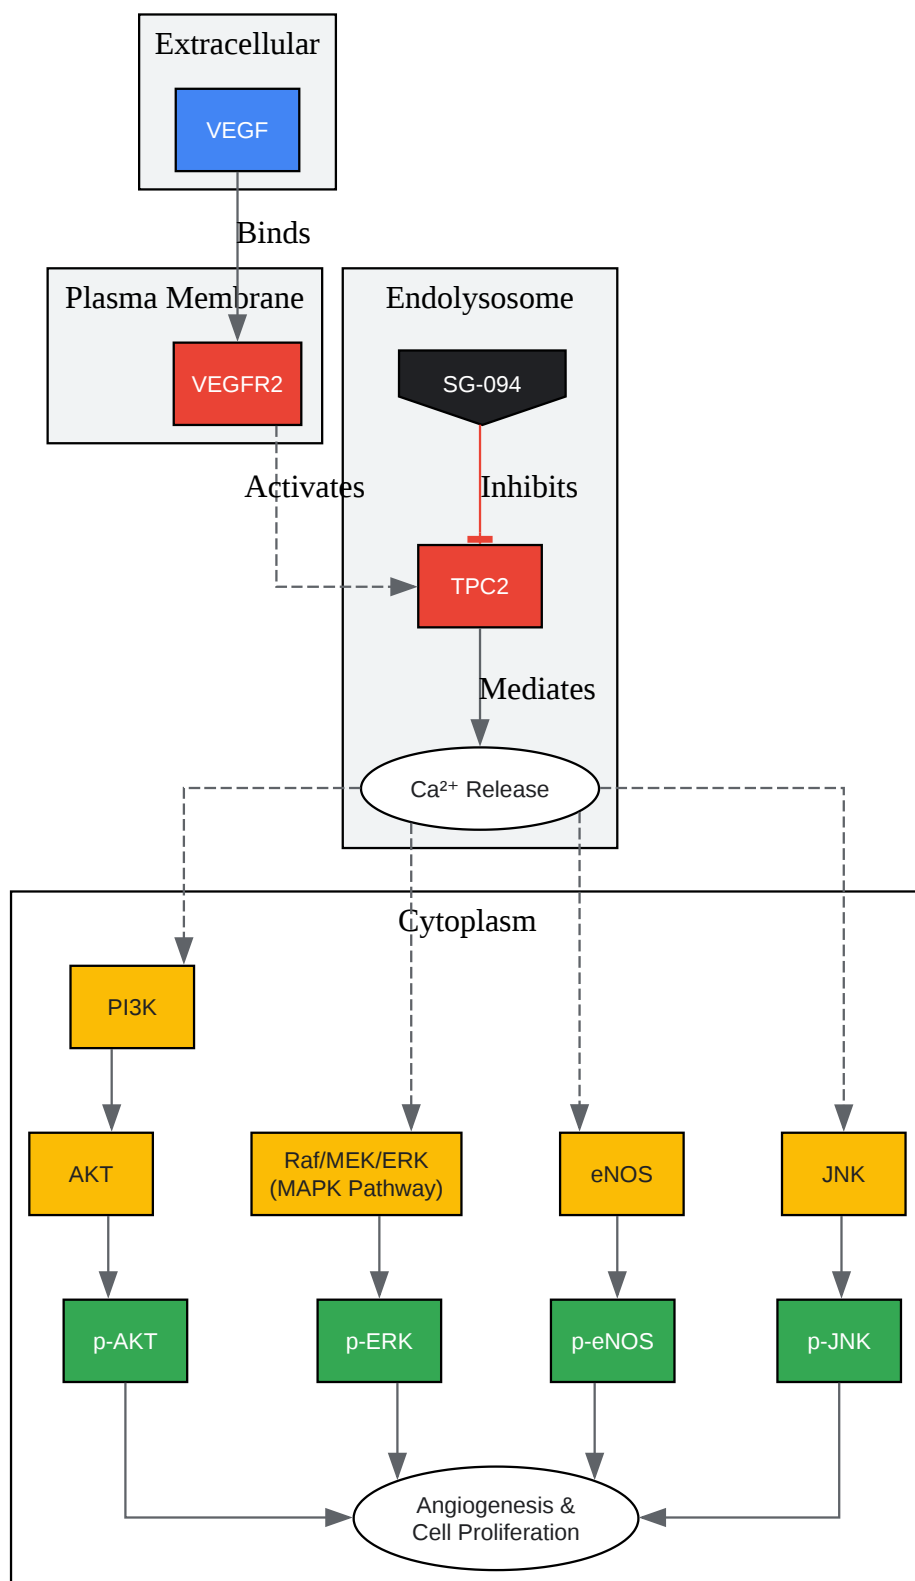 Extracellular
VEGF
Binds
Plasma Membrane
Endolysosome
VEGFR2
SG-094
Activates
Inhibits
TPC2
Mediates
Ca²⁺ Release
Cytoplasm
PI3K
AKT
Raf/MEK/ERK
(MAPK Pathway)
eNOS
JNK
p-AKT
p-ERK
p-eNOS
p-JNK
Angiogenesis &
Cell Proliferation